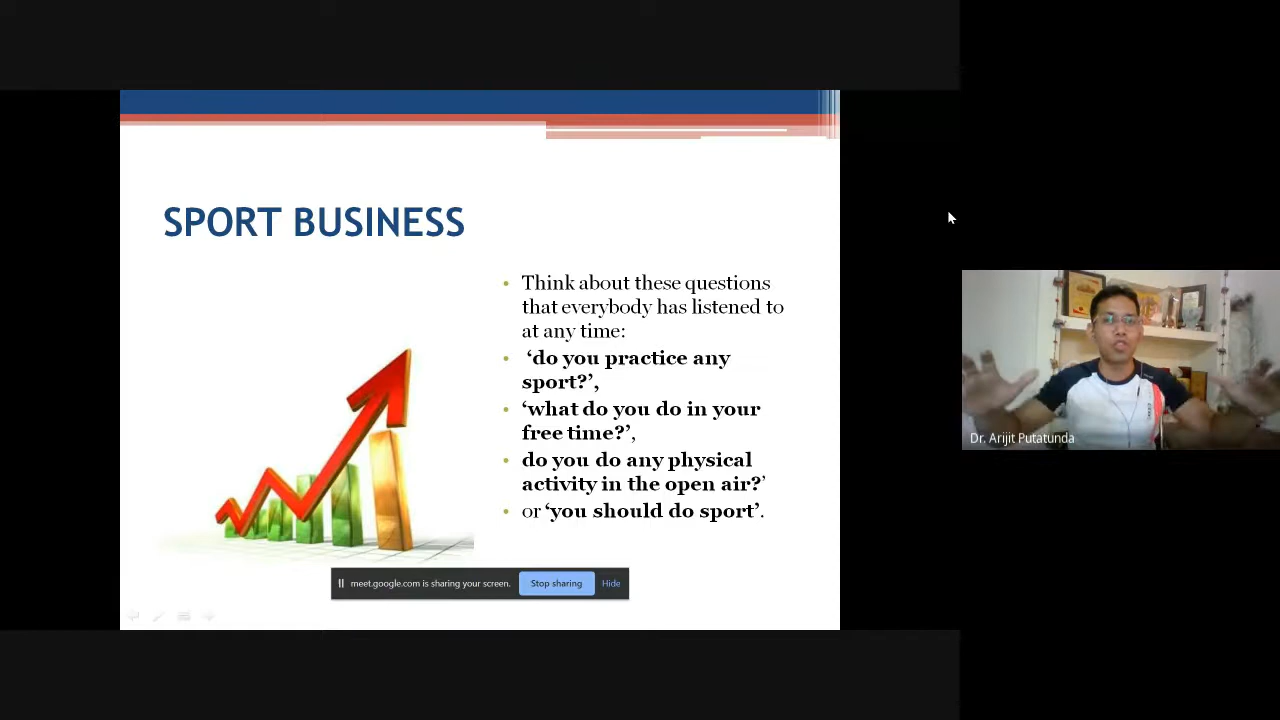 SPORT BUSINESS
• Think about these questions
that everybody has listened to
at any time:
• ‘do you practice any
sport?’,
• ‘what do you do in your
free time?’,
• do you do any physical
activity in the open air?’
• or ‘you should do sport’.
Dr. Arijit Putatunda
meet.google.com is sharing your screen. Stop sharing Hide